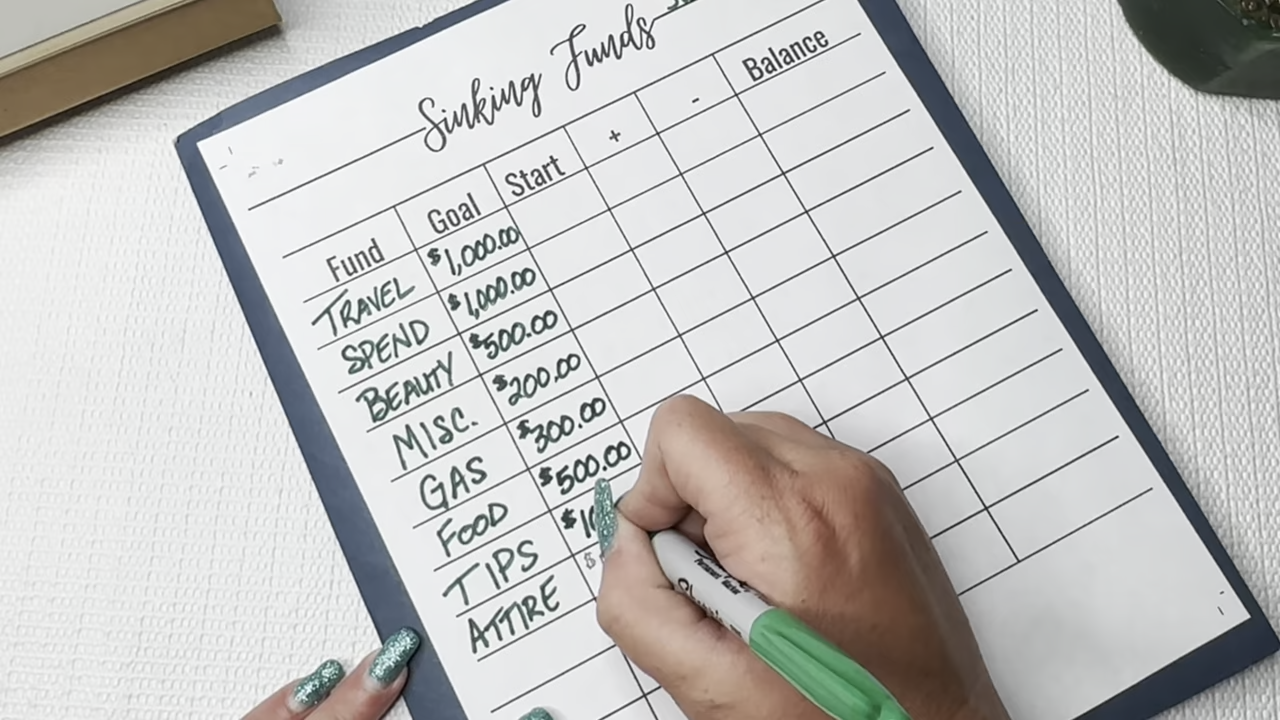 Sinking Funds
Fund Goal Start + - Balance
TRAVEL $1,000.00
SPEND $1,000.00
BEAUTY $500.00
MISC. $200.00
GAS $300.00
FOOD $500.00
TIPS
ATTIRE